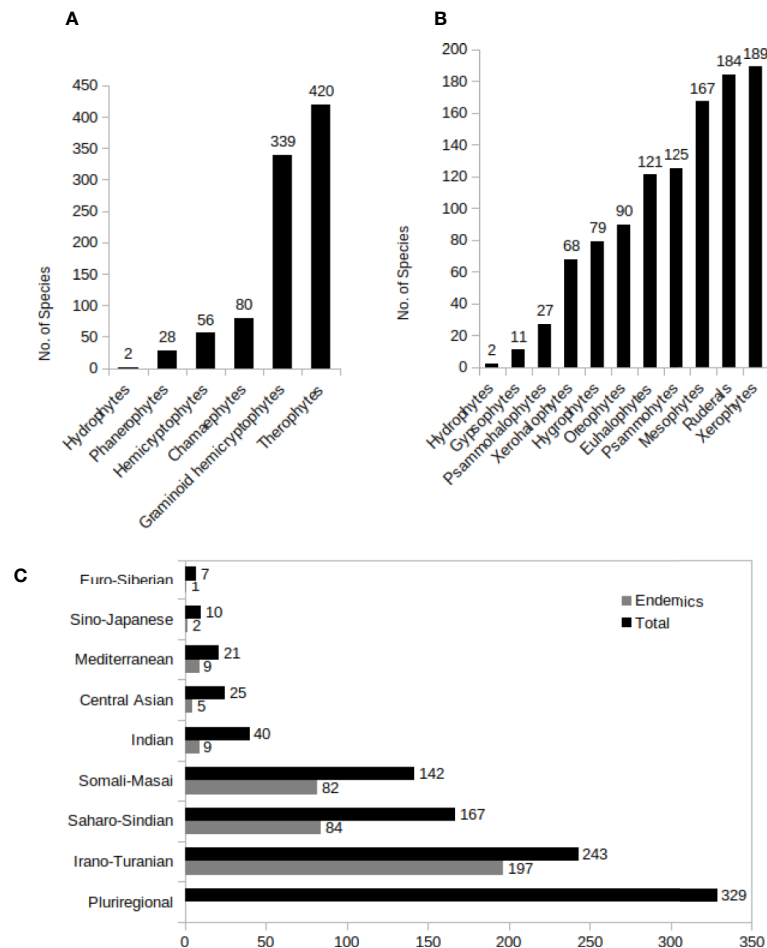 A
No. of Species
450
400
350
300
250
200
150
100
50
0
2
28
56
80
339
420
Hydrophytes
Phanerophytes
Hemicryptophytes
Chamaephytes
Graminoid hemicryptophytes
Therophytes
B
No. of Species
200
180
160
140
120
100
80
60
40
20
0
2
11
27
68
79
90
121
125
167
184
189
Hydrophytes
Gypsophytes
Psammohalophytes
Xerohalophytes
Hygrophytes
Oreophytes
Euhalophytes
Psammohytes
Mesophytes
Ruderals
Xerophytes
C
Endemics
Total
Euro-Siberian 7
1
Sino-Japanese 10
2
Mediterranean 21
9
Central Asian 25
5
Indian 40
9
Somali-Masai 142
82
Saharo-Sindian 167
84
Irano-Turanian 243
197
Pluriregional 329
0 50 100 150 200 250 300 350